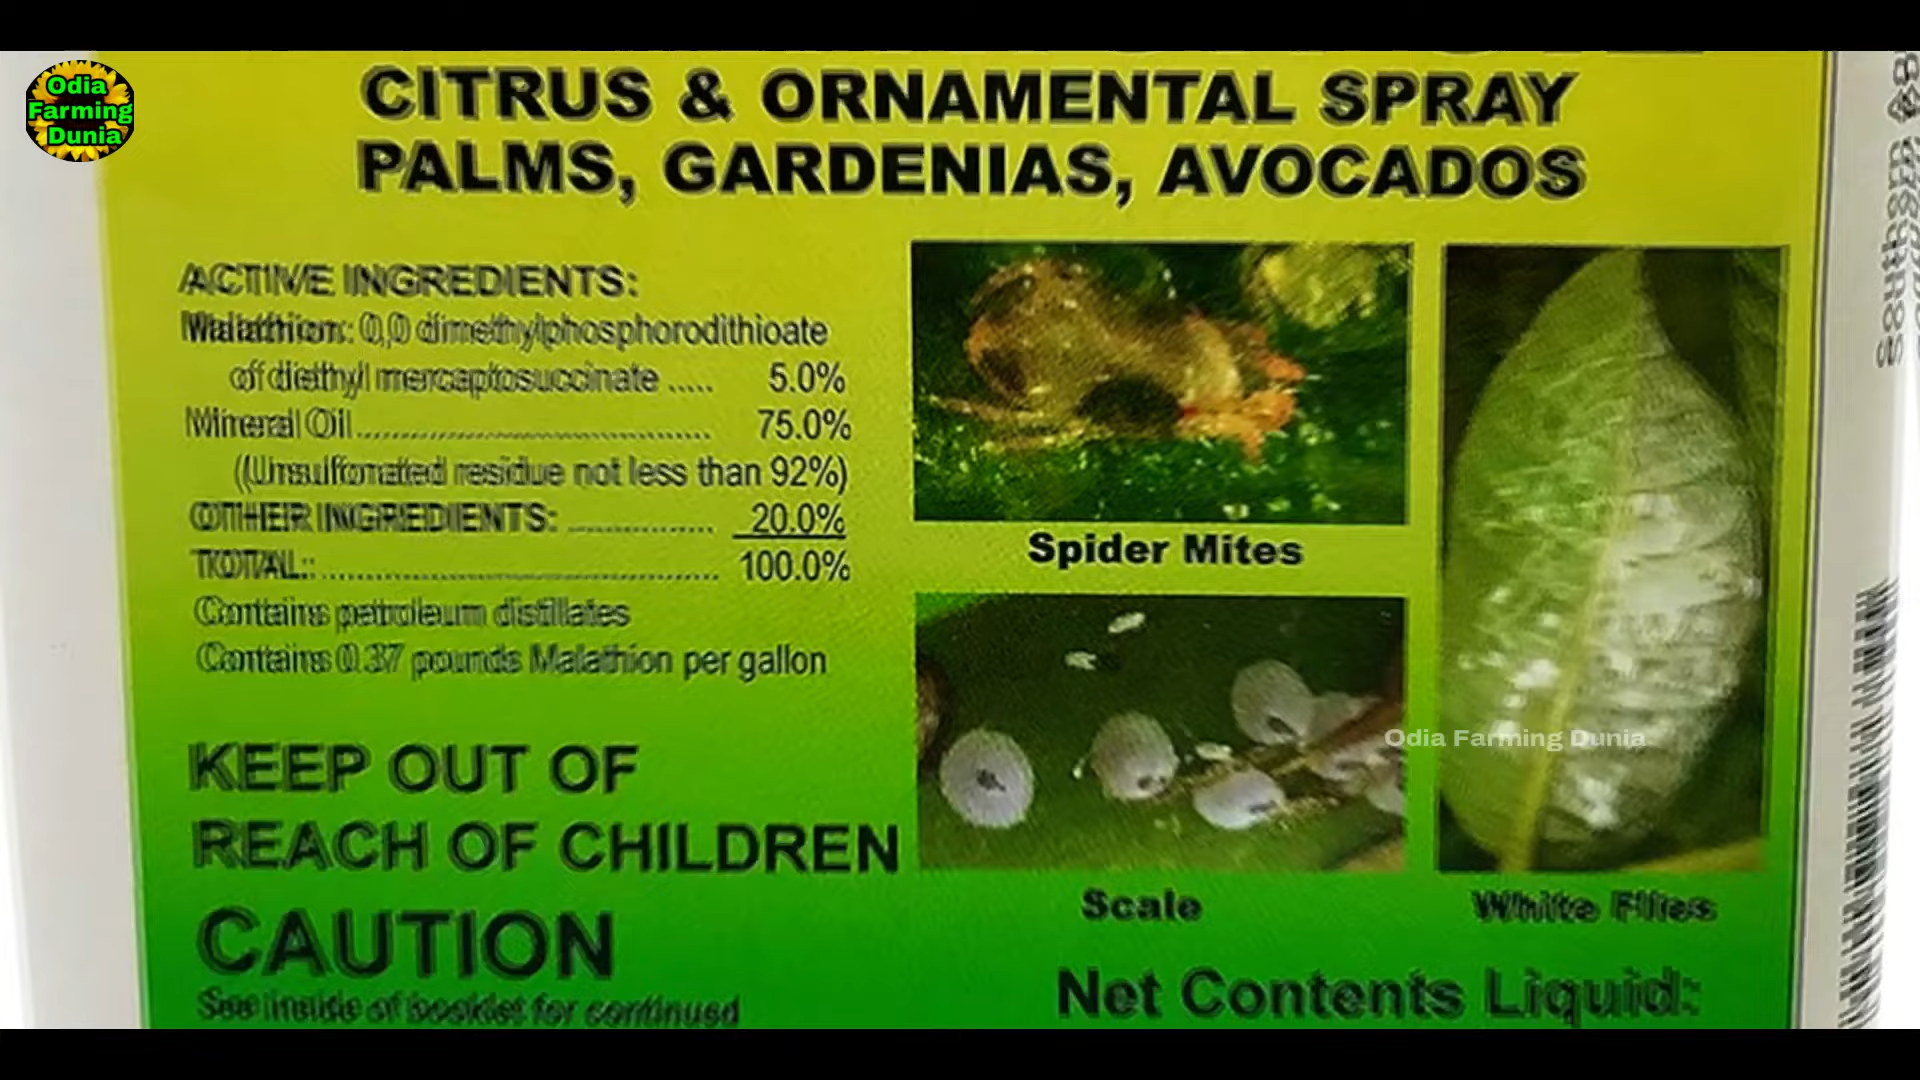 Odia
Farming
Dunia
CITRUS & ORNAMENTAL SPRAY
PALMS, GARDENIAS, AVOCADOS
ACTIVE INGREDIENTS:
Malathion: 0,0 dimethylphosphorodithioate
of diethyl mercaptosuccinate ..... 5.0%
Mineral Oil .................................... 75.0%
(Unsulfonated residue not less than 92%)
OTHER INGREDIENTS: ............... 20.0%
TOTAL: ......................................... 100.0%
Contains petroleum distillates
Contains 0.37 pounds Malathion per gallon
KEEP OUT OF
REACH OF CHILDREN
CAUTION
See inside of booklet for continued
Spider Mites
Scale
White Flies
Odia Farming Dunia
Net Contents Liquid: